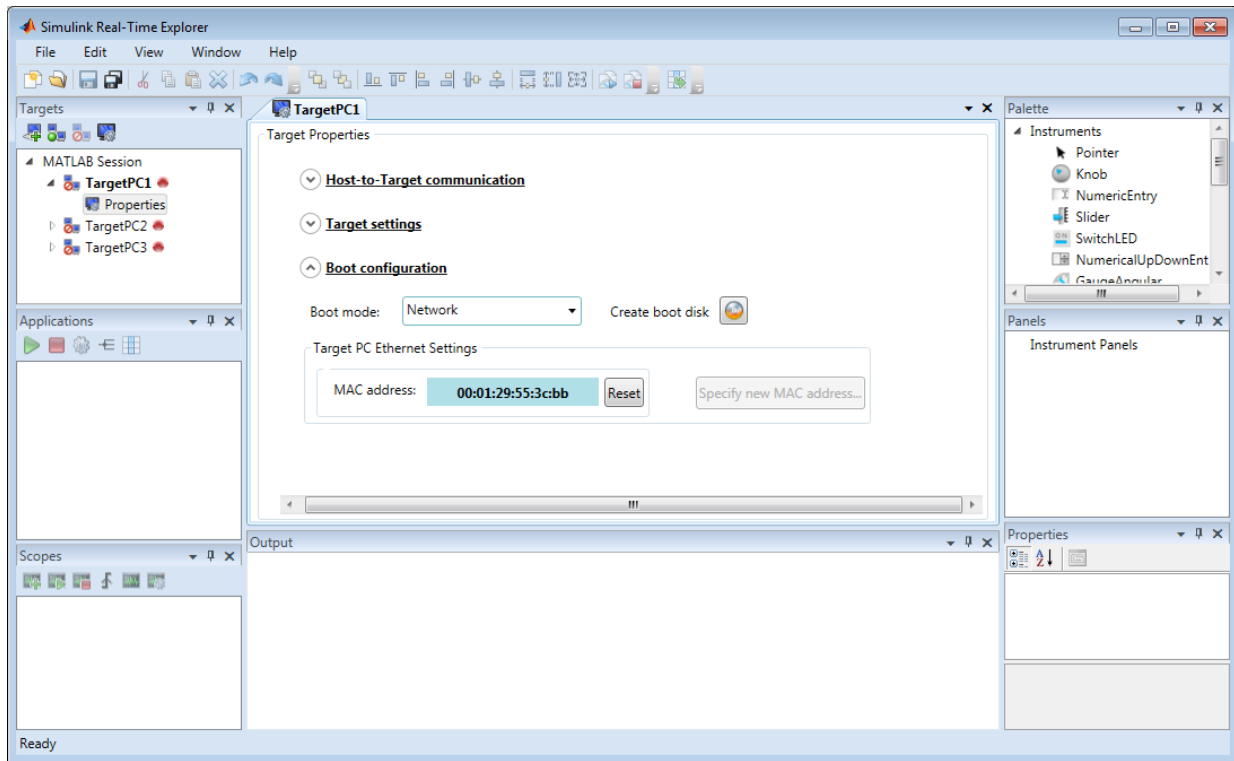 Simulink Real-Time Explorer
File Edit View Window Help
Targets
MATLAB Session
TargetPC1
Properties
TargetPC2
TargetPC3
Applications
Scopes
TargetPC1
Target Properties
Host-to-Target communication
Target settings
Boot configuration
Boot mode: Network Create boot disk
Target PC Ethernet Settings
MAC address: 00:01:29:55:3c:bb Reset Specify new MAC address...
Output
Palette
Instruments
Pointer
Knob
NumericEntry
Slider
ON SwitchLED
NumericalUpDownEnt
GaugeAngular
Panels
Instrument Panels
Properties
Ready